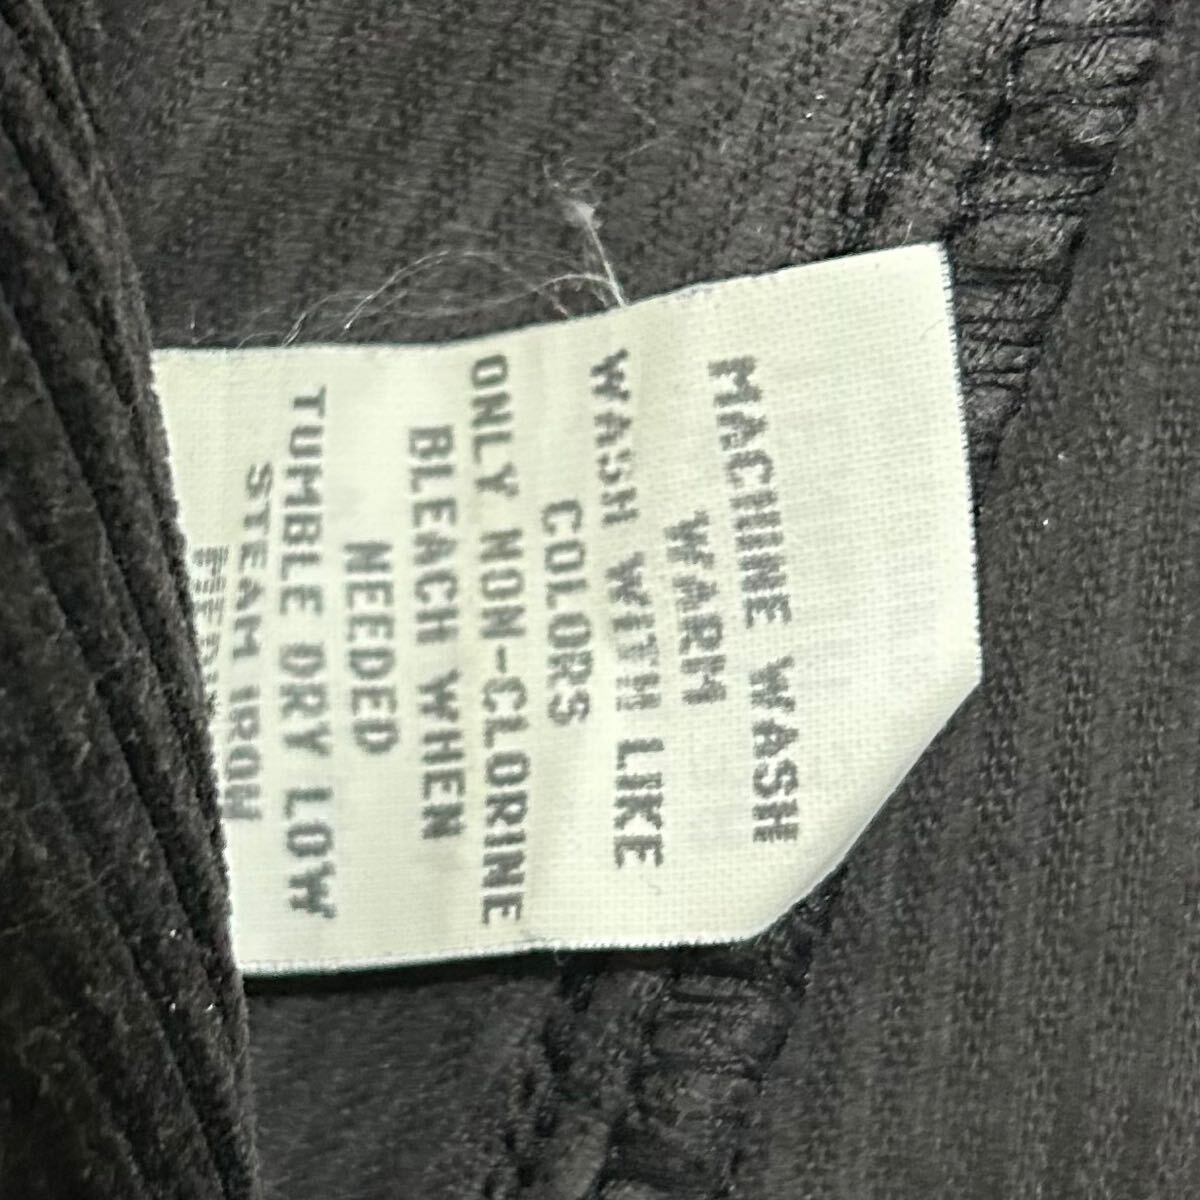 MACHINE WASH
WARM
WASH WITH LIKE
COLORS
ONLY NON-CLORINE
BLEACH WHEN
NEEDED
TUMBLE DRY LOW
STEAM IRON